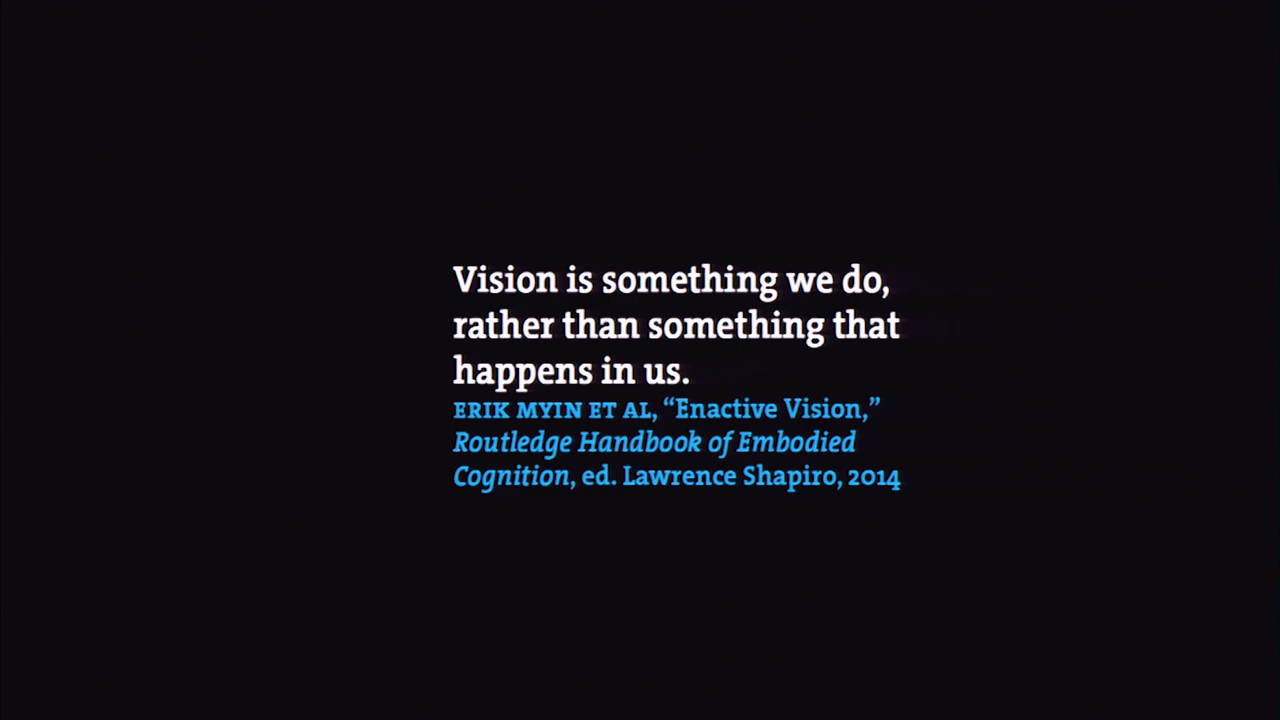 Vision is something we do,
rather than something that
happens in us.
ERIK MYIN ET AL, “Enactive Vision,”
Routledge Handbook of Embodied
Cognition, ed. Lawrence Shapiro, 2014